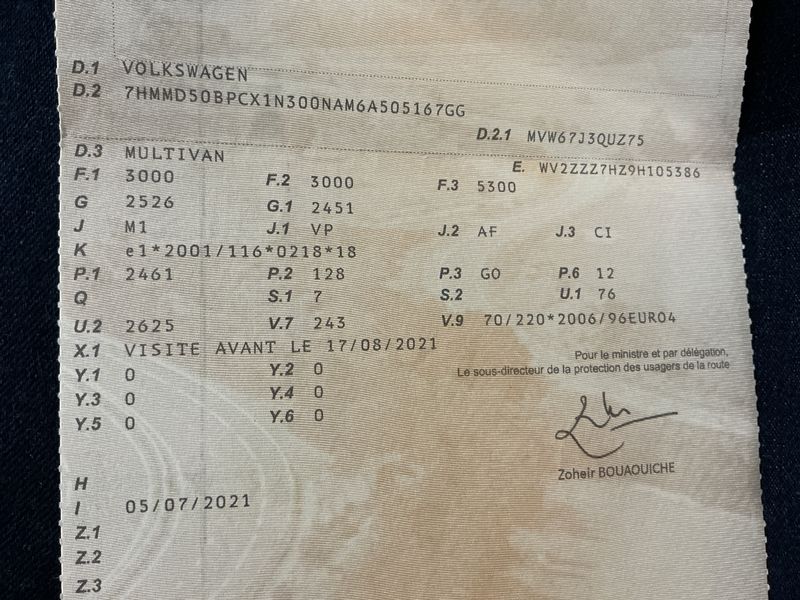 D.1 VOLKSWAGEN
D.2 7HMMD50BPCX1N300NAM6A505167GG
D.2.1 MVW67J3QUZ75
D.3 MULTIVAN
E. WV2ZZZ7HZ9H105386
F.1 3000 F.2 3000 F.3 5300
G 2526 G.1 2451
J M1 J.1 VP J.2 AF J.3 CI
K e1*2001/116*0218*18
P.1 2461 P.2 128 P.3 GO P.6 12
Q S.1 7 S.2 U.1 76
U.2 2625 V.7 243 V.9 70/220*2006/96EURO4
X.1 VISITE AVANT LE 17/08/2021
Y.1 0 Y.2 0
Y.3 0 Y.4 0
Y.5 0 Y.6 0
Pour le ministre et par délégation,
Le sous-directeur de la protection des usagers de la route
Zoheir BOUAOUICHE
H
I 05/07/2021
Z.1
Z.2
Z.3